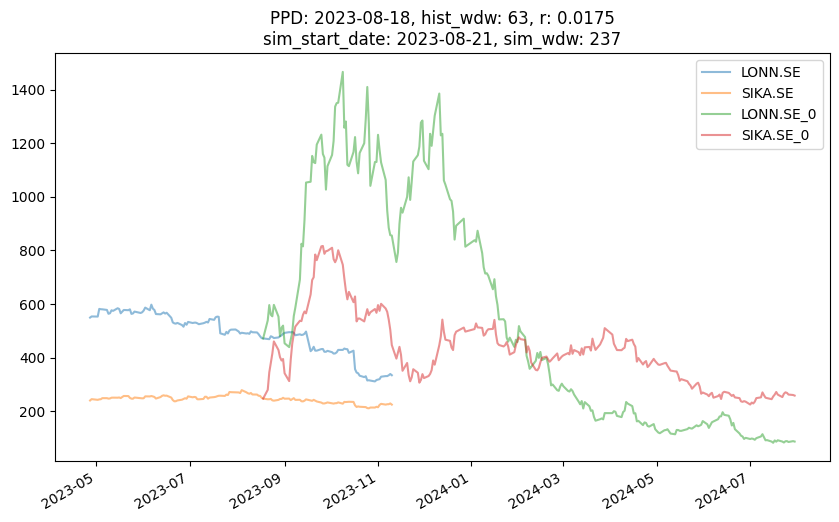 PPD: 2023-08-18, hist_wdw: 63, r: 0.0175
sim_start_date: 2023-08-21, sim_wdw: 237
LONN.SE
SIKA.SE
LONN.SE_0
SIKA.SE_0
1400
1200
1000
800
600
400
200
2023-05
2023-07
2023-09
2023-11
2024-01
2024-03
2024-05
2024-07